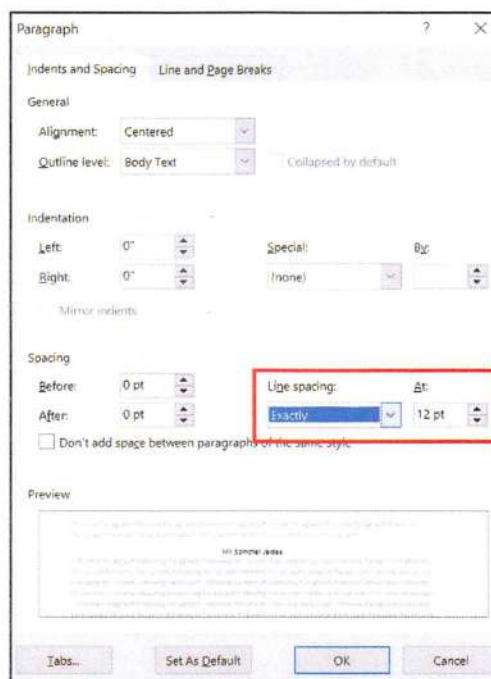 Paragraph ? ×
Indents and Spacing Line and Page Breaks
General
Alignment: Centered
Outline level: Body Text Collapsed by default
Indentation
Left: 0" Special: By:
Right: 0" (none)
Mirror indents
Spacing
Before: 0 pt Line spacing: At:
After: 0 pt Exactly 12 pt
Don't add space between paragraphs of the same style
Preview
Tabs... Set As Default OK Cancel